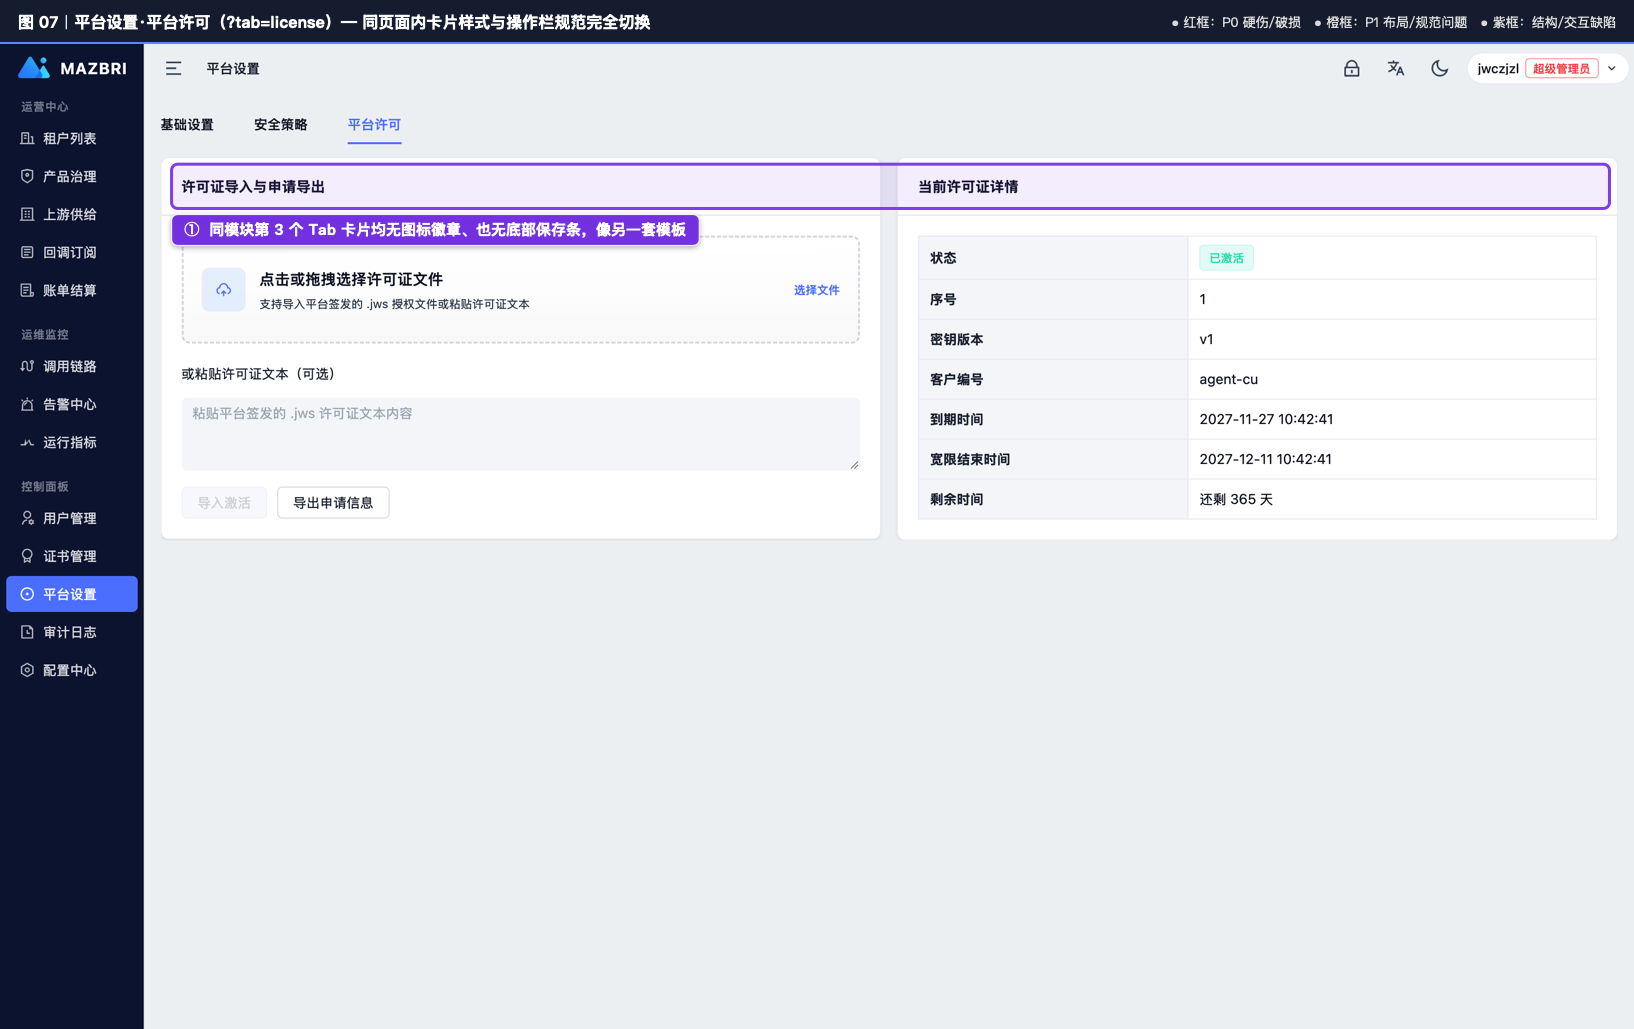 图 07｜平台设置·平台许可（?tab=license）— 同页面内卡片样式与操作栏规范完全切换
● 红框：P0 硬伤/破损 ● 橙框：P1 布局/规范问题 ● 紫框：结构/交互缺陷
MAZBRI
平台设置
jwczjzl 超级管理员
运营中心
租户列表
产品治理
上游供给
回调订阅
账单结算
运维监控
调用链路
告警中心
运行指标
控制面板
用户管理
证书管理
平台设置
审计日志
配置中心
基础设置 安全策略 平台许可
许可证导入与申请导出
① 同模块第 3 个 Tab 卡片均无图标徽章、也无底部保存条，像另一套模板
点击或拖拽选择许可证文件
支持导入平台签发的 .jws 授权文件或粘贴许可证文本
选择文件
或粘贴许可证文本（可选）
粘贴平台签发的 .jws 许可证文本内容
导入激活 导出申请信息
当前许可证详情
状态 已激活
序号 1
密钥版本 v1
客户编号 agent-cu
到期时间 2027-11-27 10:42:41
宽限结束时间 2027-12-11 10:42:41
剩余时间 还剩 365 天